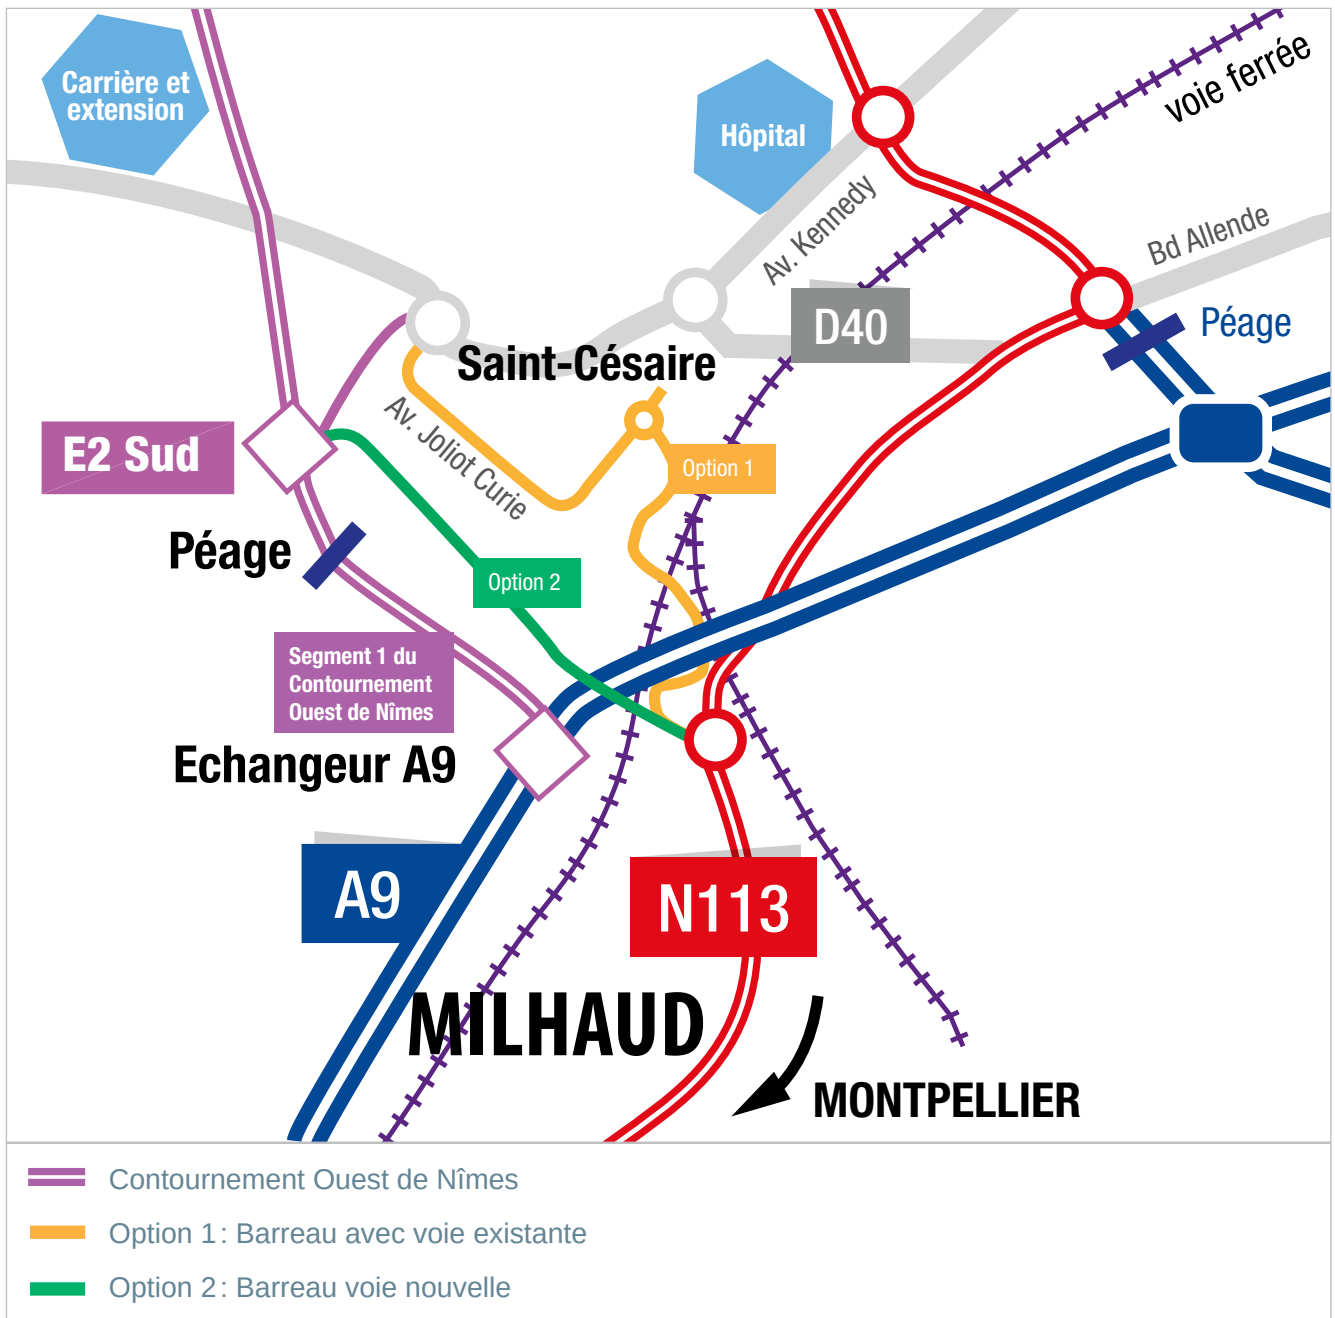 Carrière et
extension
Hôpital
voie ferrée
Av. Kennedy
Bd Allende
D40
Péage
Saint-Césaire
Av. Joliot Curie
E2 Sud
Option 1
Péage
Option 2
Segment 1 du
Contournement
Ouest de Nîmes
Echangeur A9
A9
N113
MILHAUD
MONTPELLIER
Contournement Ouest de Nîmes
Option 1 : Barreau avec voie existante
Option 2 : Barreau voie nouvelle